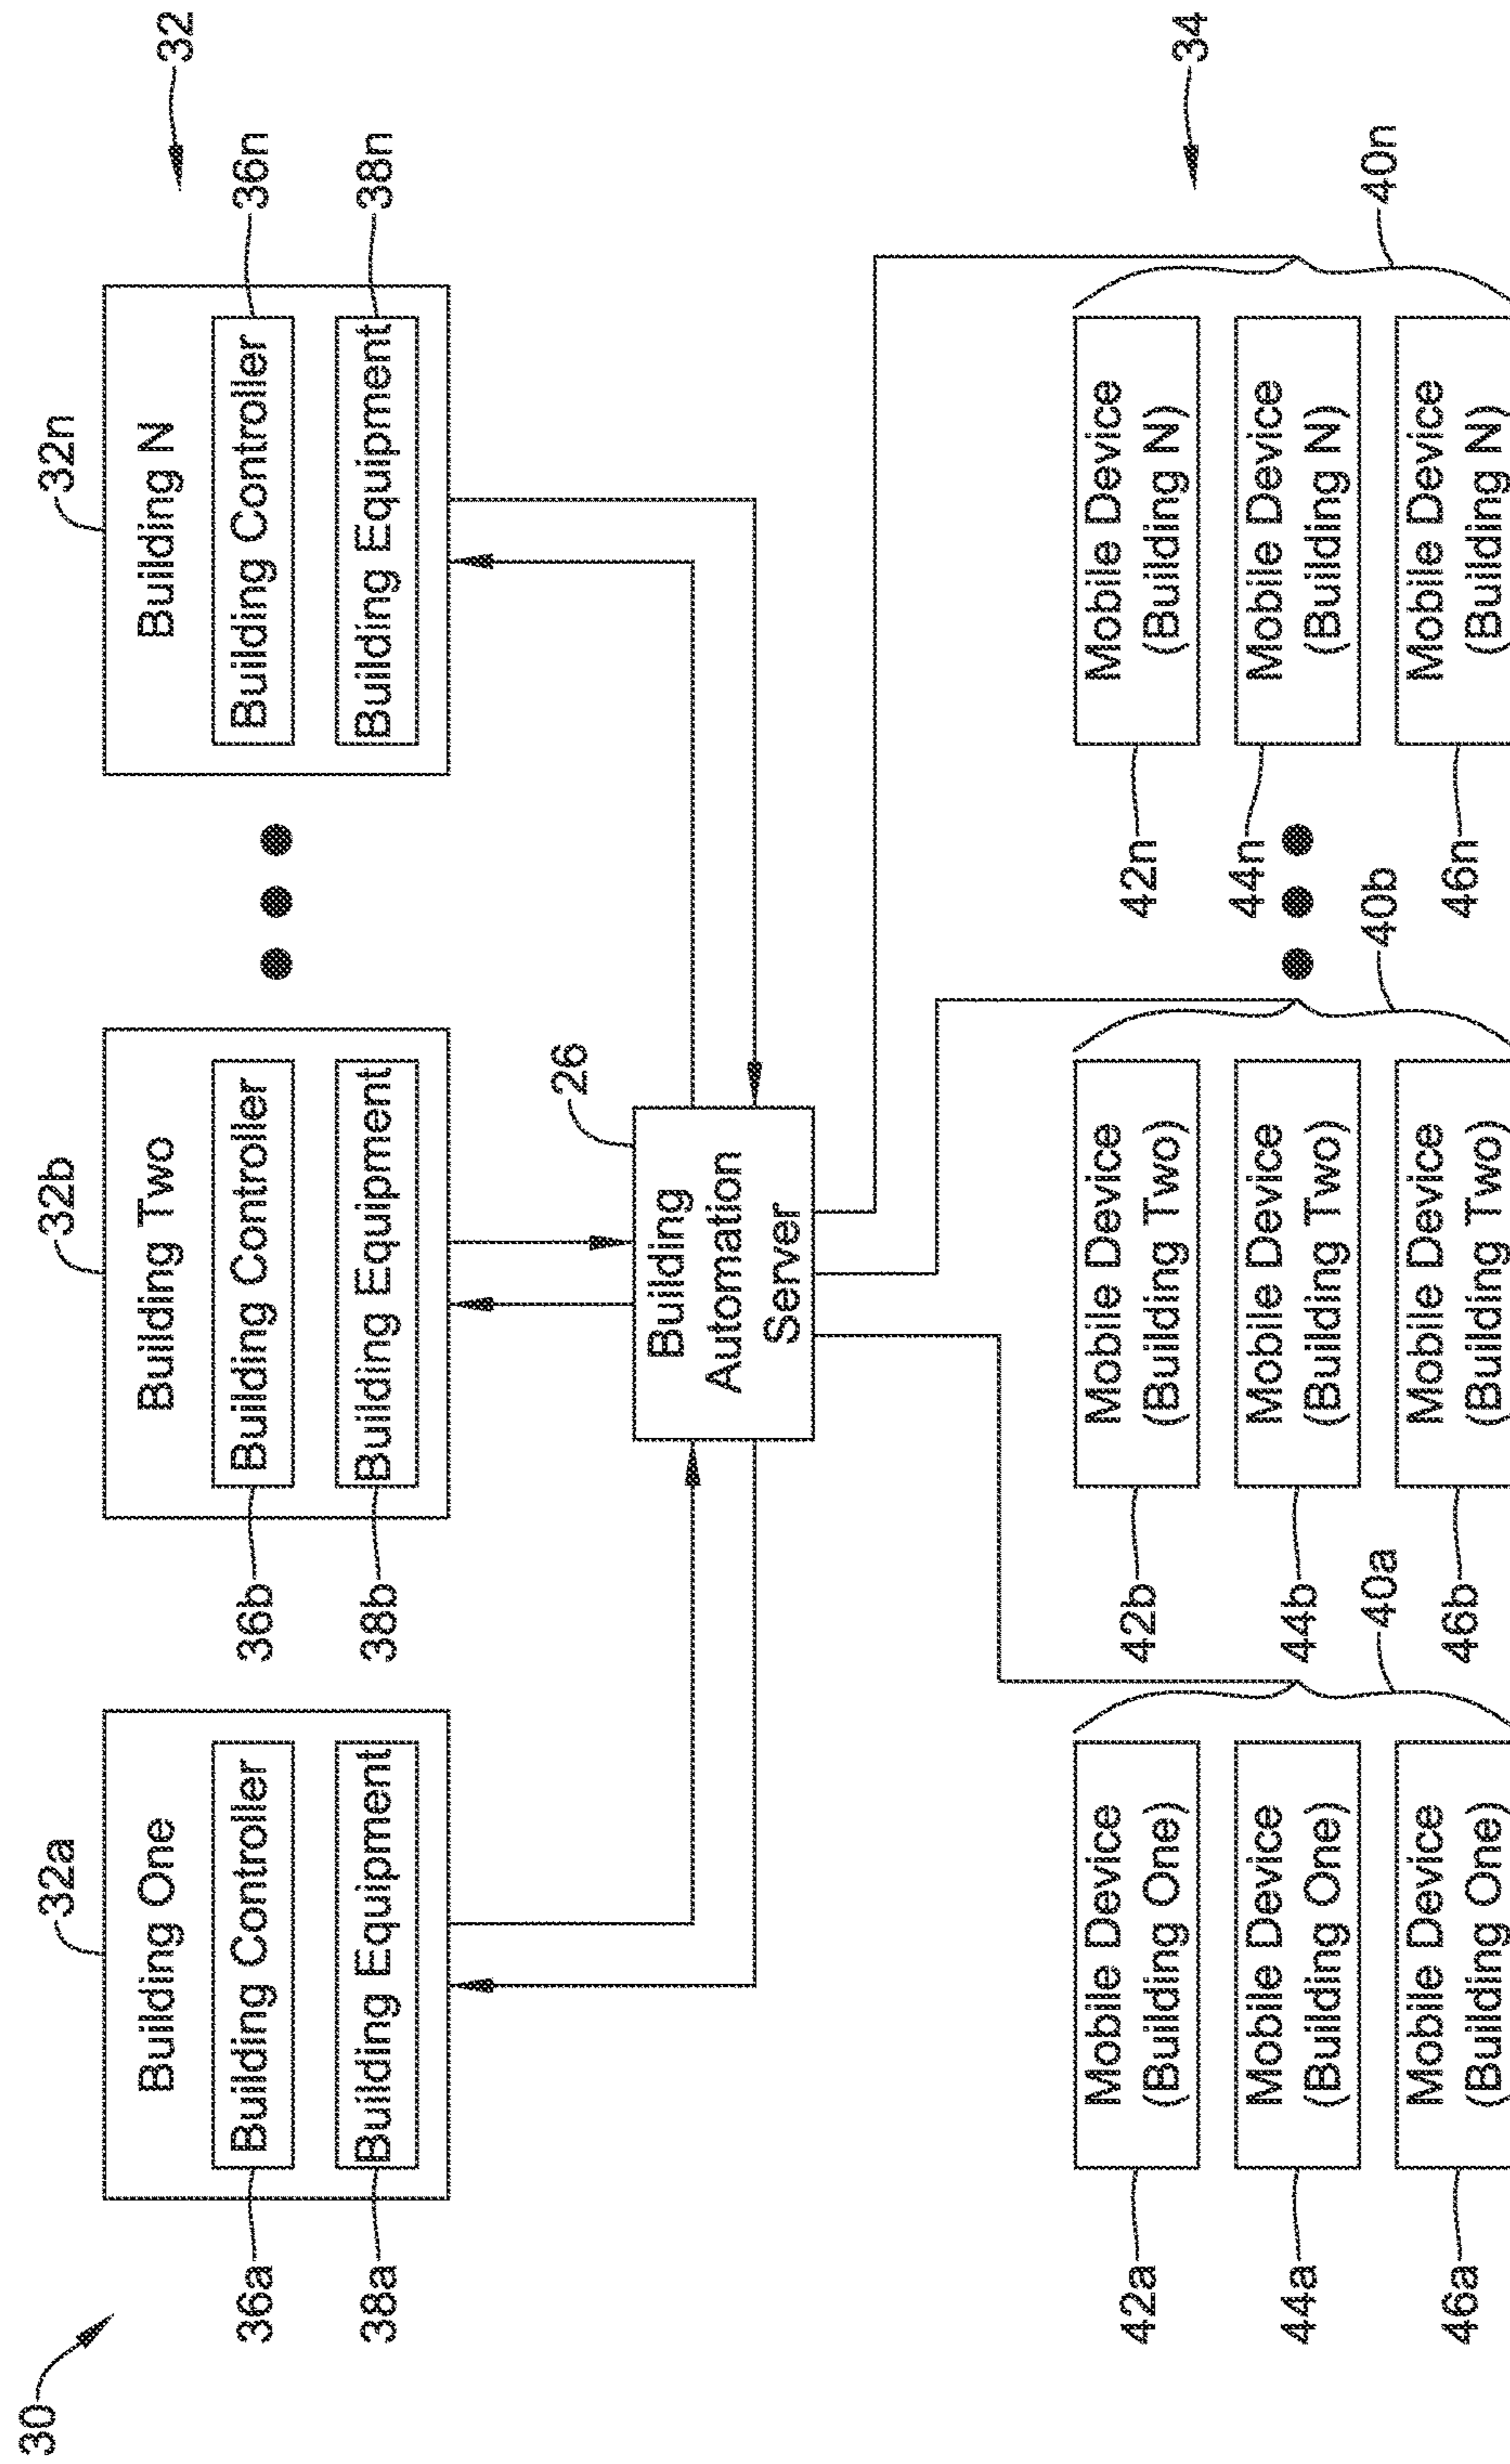 30
32
32a
Building One
36a
Building Controller
38a
Building Equipment
32b
Building Two
36b
Building Controller
38b
Building Equipment
32n
Building N
36n
Building Controller
38n
Building Equipment
26
Building
Automation
Server
34
40a
42a
Mobile Device
(Building One)
44a
Mobile Device
(Building One)
46a
Mobile Device
(Building One)
40b
42b
Mobile Device
(Building Two)
44b
Mobile Device
(Building Two)
46b
Mobile Device
(Building Two)
40n
42n
Mobile Device
(Building N)
44n
Mobile Device
(Building N)
46n
Mobile Device
(Building N)